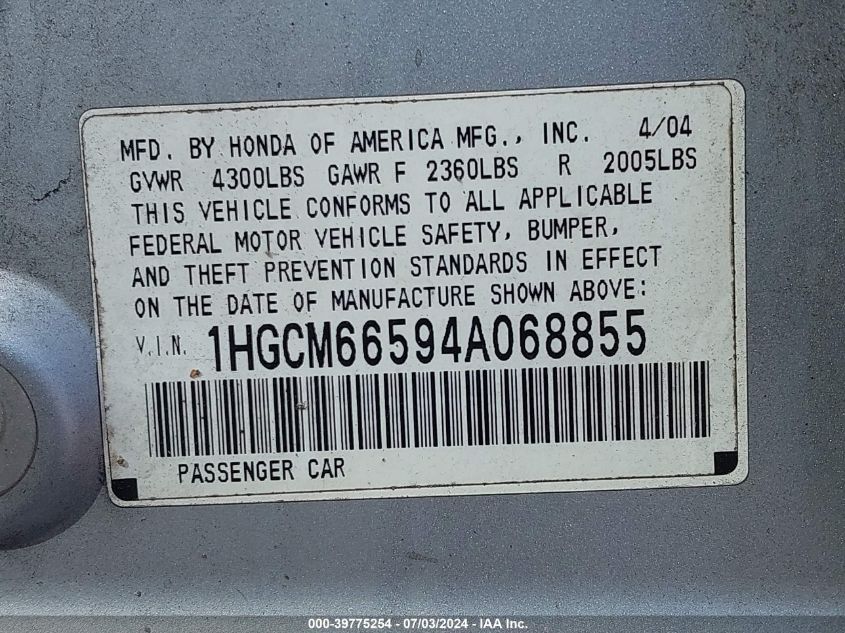 MFD. BY HONDA OF AMERICA MFG., INC. 4/04
GVWR 4300LBS GAWR F 2360LBS R 2005LBS
THIS VEHICLE CONFORMS TO ALL APPLICABLE
FEDERAL MOTOR VEHICLE SAFETY, BUMPER,
AND THEFT PREVENTION STANDARDS IN EFFECT
ON THE DATE OF MANUFACTURE SHOWN ABOVE:
V.I.N. 1HGCM66594A068855
PASSENGER CAR
000-39775254 - 07/03/2024 - IAA Inc.